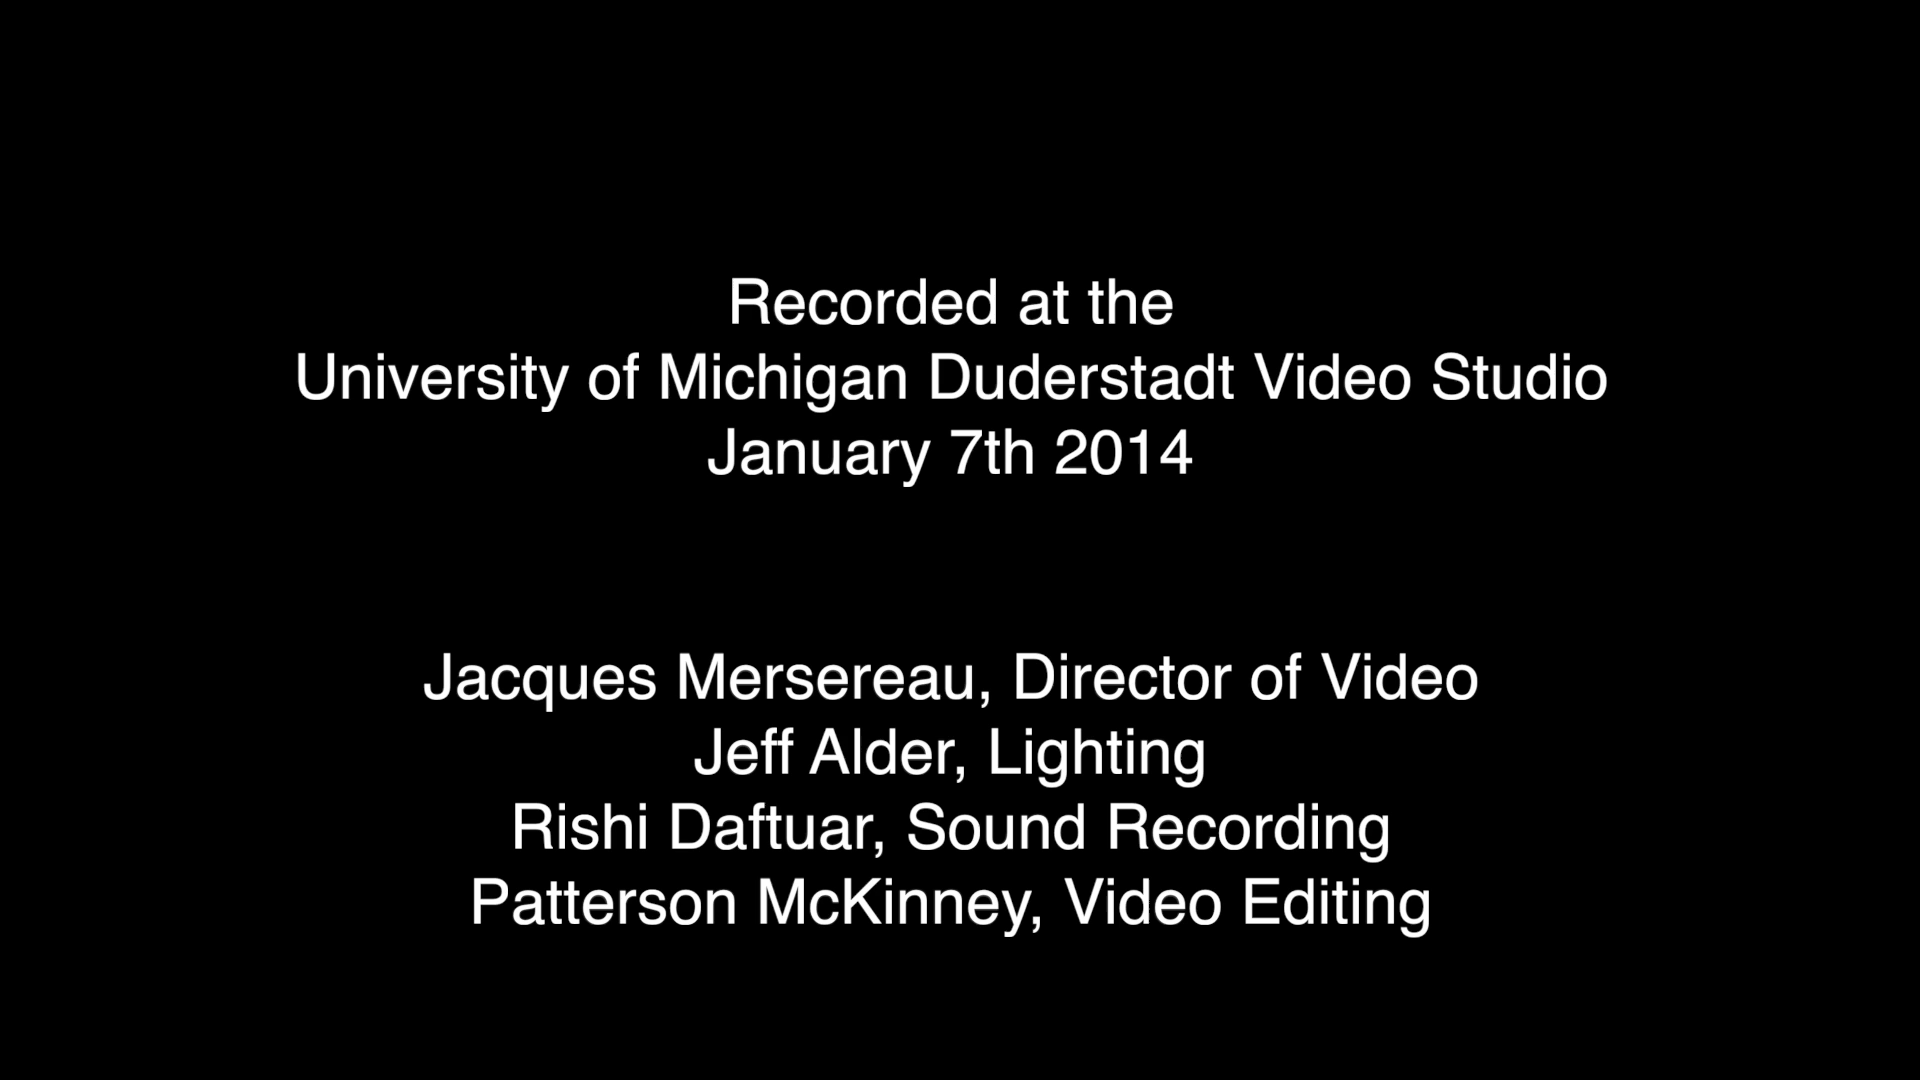 Recorded at the
University of Michigan Duderstadt Video Studio
January 7th 2014
Jacques Mersereau, Director of Video
Jeff Alder, Lighting
Rishi Daftuar, Sound Recording
Patterson McKinney, Video Editing